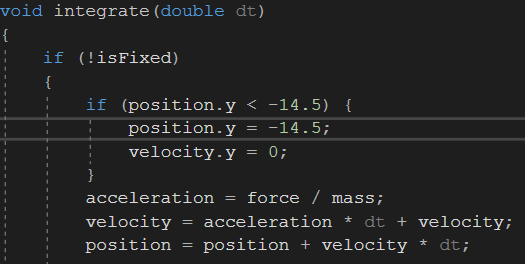 void integrate(double dt)
{
if (!isFixed)
{
if (position.y < -14.5) {
position.y = -14.5;
velocity.y = 0;
}
acceleration = force / mass;
velocity = acceleration * dt + velocity;
position = position + velocity * dt;